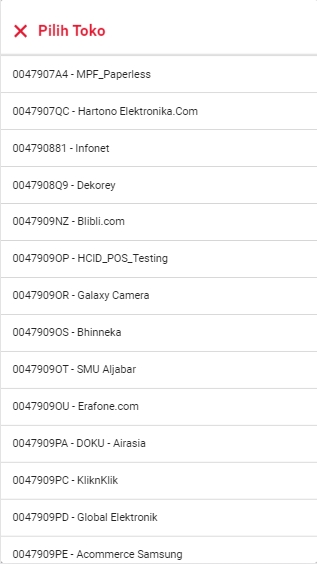 Pilih Toko
0047907A4 - MPF_Paperless
0047907QC - Hartono Elektronika.Com
004790881 - Infonet
0047908Q9 - Dekorey
0047909NZ - Blibli.com
0047909OP - HCID_POS_Testing
0047909OR - Galaxy Camera
0047909OS - Bhinneka
0047909OT - SMU Aljabar
0047909OU - Erafone.com
0047909PA - DOKU - Airasia
0047909PC - KliknKlik
0047909PD - Global Elektronik
0047909PE - Acommerce Samsung